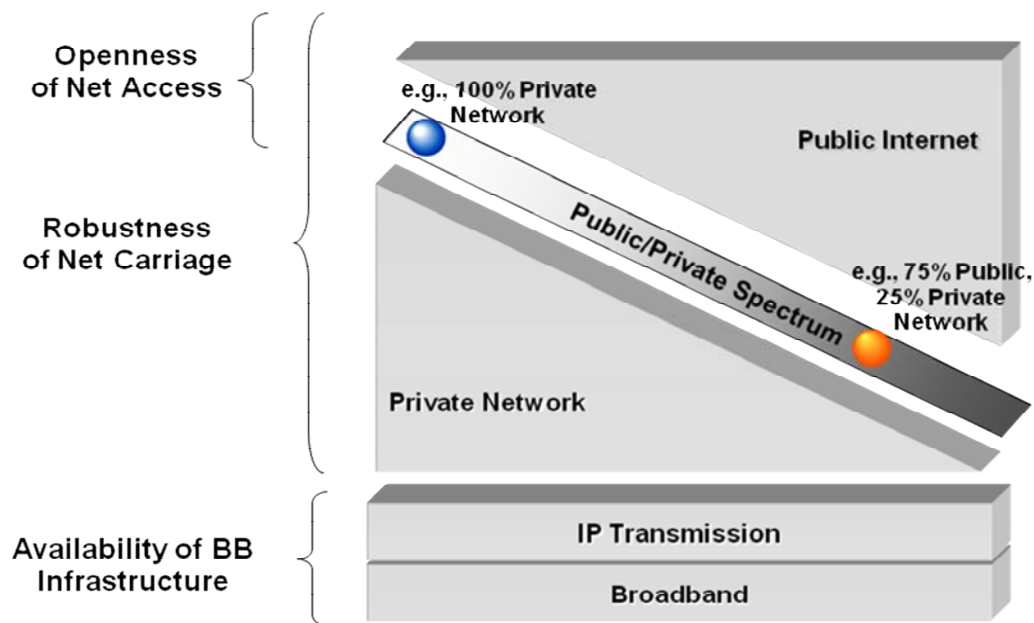 Openness
of Net Access
Robustness
of Net Carriage
Availability of BB
Infrastructure
e.g., 100% Private
Network
Public Internet
Public/Private Spectrum
e.g., 75% Public,
25% Private
Network
Private Network
IP Transmission
Broadband